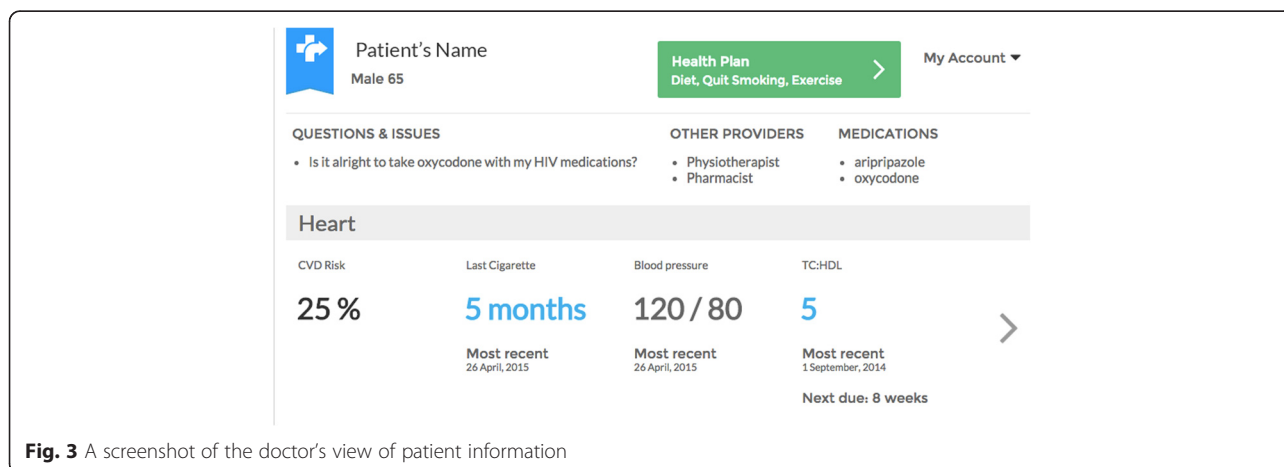 Patient's Name
Male 65
Health Plan
Diet, Quit Smoking, Exercise
My Account
QUESTIONS & ISSUES
• Is it alright to take oxycodone with my HIV medications?
OTHER PROVIDERS
• Physiotherapist
• Pharmacist
MEDICATIONS
• aripripazole
• oxycodone
Heart
CVD Risk
25 %
Last Cigarette
5 months
Most recent
26 April, 2015
Blood pressure
120 / 80
Most recent
26 April, 2015
TC:HDL
5
Most recent
1 September, 2014
Next due: 8 weeks
Fig. 3 A screenshot of the doctor's view of patient information